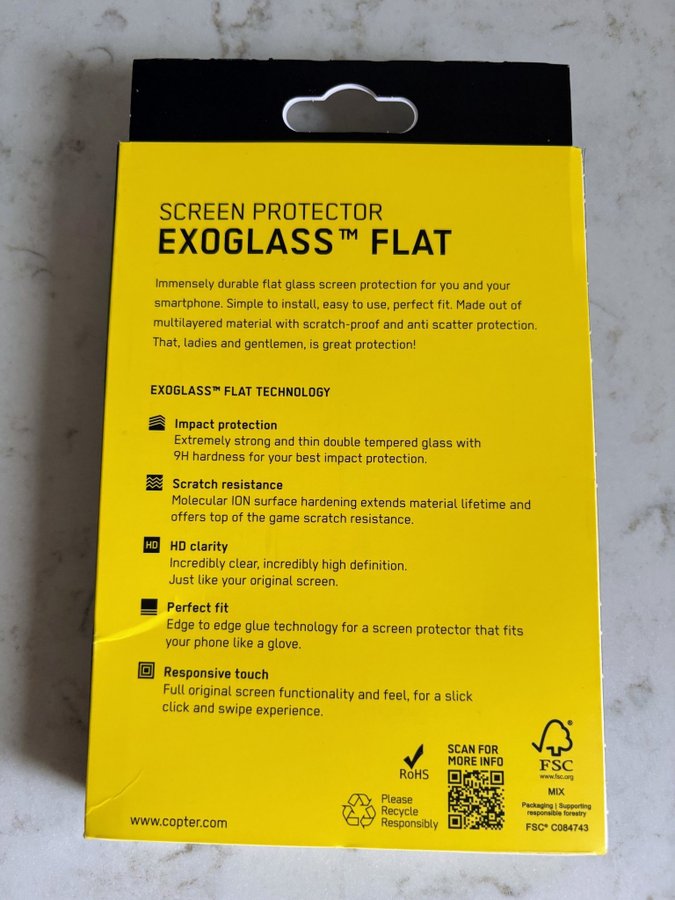 SCREEN PROTECTOR
EXOGLASS™ FLAT
Immensely durable flat glass screen protection for you and your
smartphone. Simple to install, easy to use, perfect fit. Made out of
multilayered material with scratch-proof and anti scatter protection.
That, ladies and gentlemen, is great protection!
EXOGLASS™ FLAT TECHNOLOGY
Impact protection
Extremely strong and thin double tempered glass with
9H hardness for your best impact protection.
Scratch resistance
Molecular ION surface hardening extends material lifetime and
offers top of the game scratch resistance.
HD
HD clarity
Incredibly clear, incredibly high definition.
Just like your original screen.
Perfect fit
Edge to edge glue technology for a screen protector that fits
your phone like a glove.
Responsive touch
Full original screen functionality and feel, for a slick
click and swipe experience.
www.copter.com
RoHS
Please
Recycle
Responsibly
SCAN FOR
MORE INFO
®
FSC
www.fsc.org
MIX
Packaging | Supporting
responsible forestry
FSC® C084743